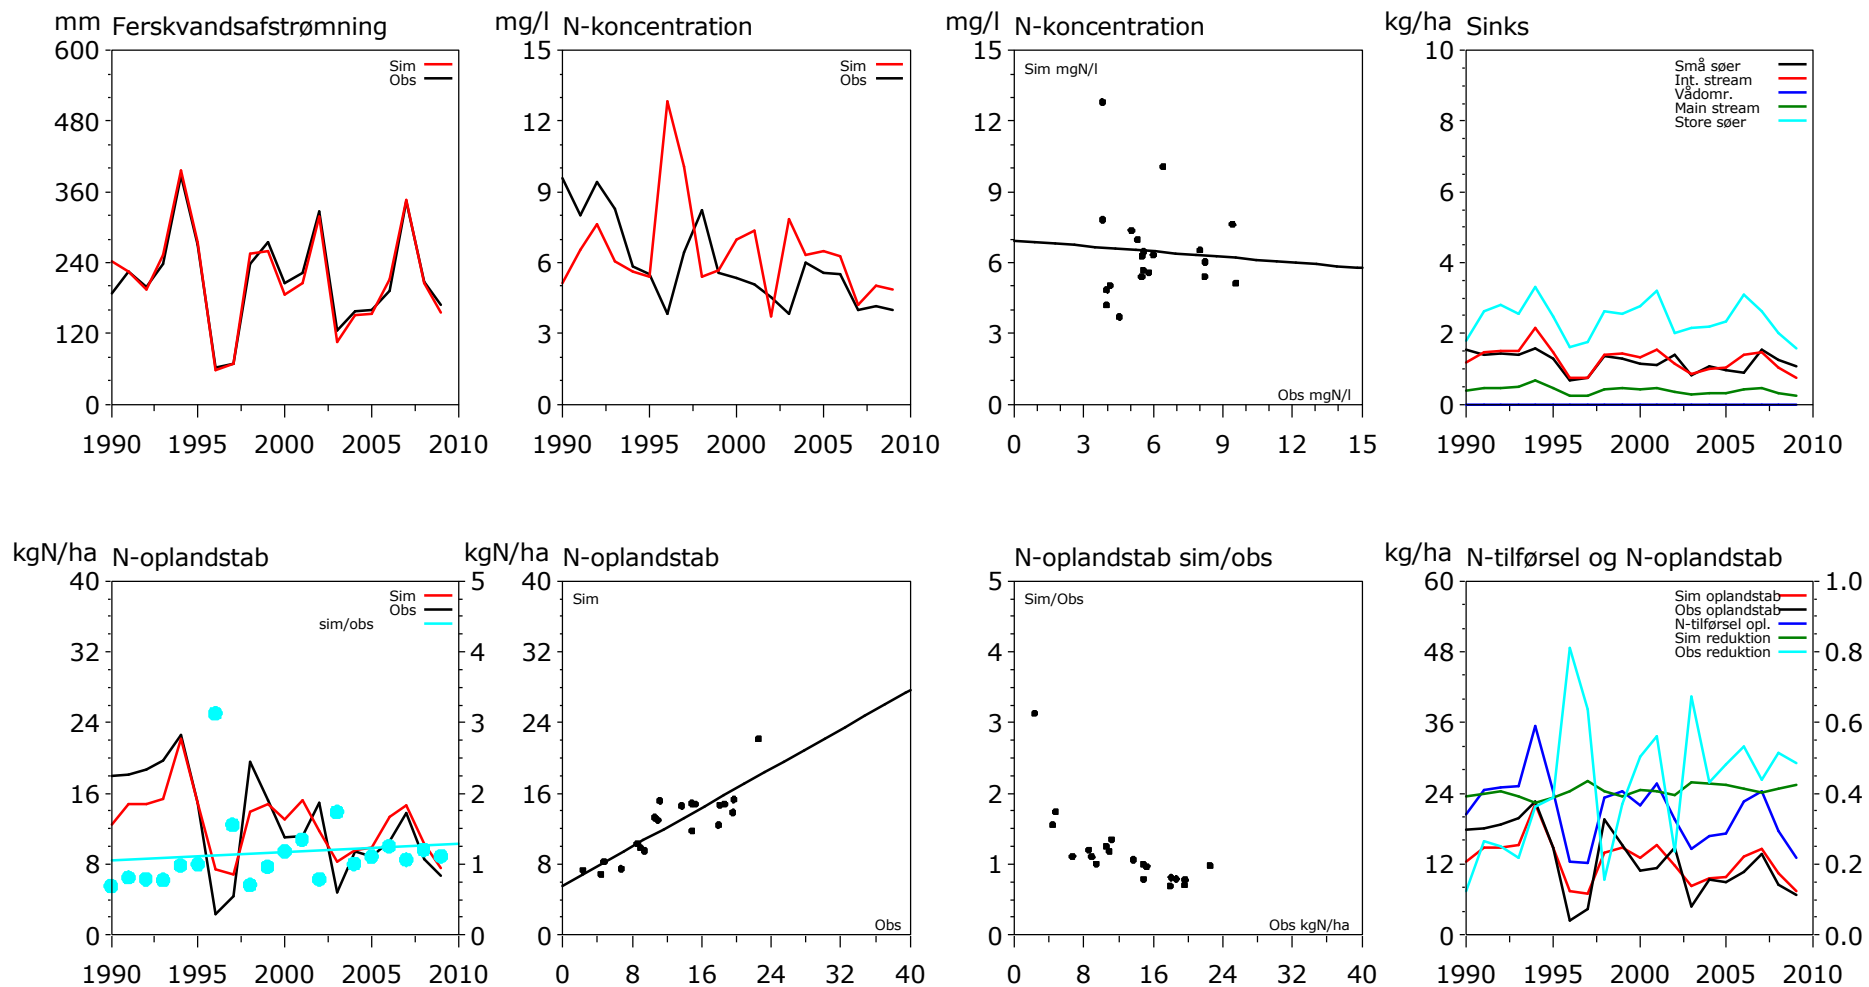 mm Ferskvandsafstrømning
600
480
360
240
120
0
Sim
Obs
1990 1995 2000 2005 2010
mg/l N-koncentration
15
12
9
6
3
0
Sim
Obs
1990 1995 2000 2005 2010
mg/l N-koncentration
15
12
9
6
3
0
Sim mgN/l
Obs mgN/l
0 3 6 9 12 15
kg/ha Sinks
10
8
6
4
2
0
Små søer
Int. stream
Vådomr.
Main stream
Store søer
1990 1995 2000 2005 2010
kgN/ha N-oplandstab
40
32
24
16
8
0
Sim
Obs
sim/obs
5
4
3
2
1
0
1990 1995 2000 2005 2010
kgN/ha N-oplandstab
40
32
24
16
8
0
Sim
Obs
0 8 16 24 32 40
N-oplandstab sim/obs
5
4
3
2
1
0
Sim/Obs
Obs kgN/ha
0 8 16 24 32 40
kg/ha N-tilførsel og N-oplandstab
60
48
36
24
12
0
Sim oplandstab
Obs oplandstab
N-tilførsel opl.
Sim reduktion
Obs reduktion
1.0
0.8
0.6
0.4
0.2
0.0
1990 1995 2000 2005 2010